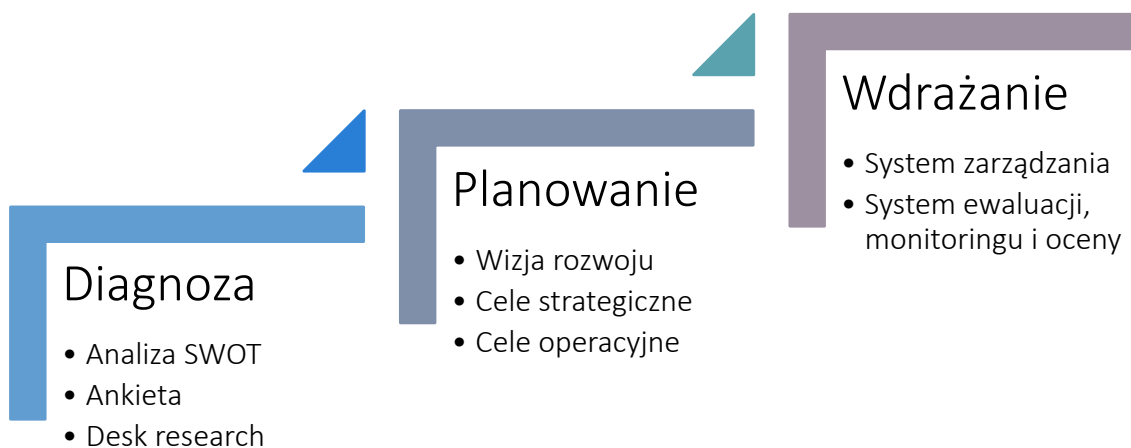 Diagnoza
• Analiza SWOT
• Ankieta
• Desk research
Planowanie
• Wizja rozwoju
• Cele strategiczne
• Cele operacyjne
Wdrażanie
• System zarządzania
• System ewaluacji,
monitoringu i oceny